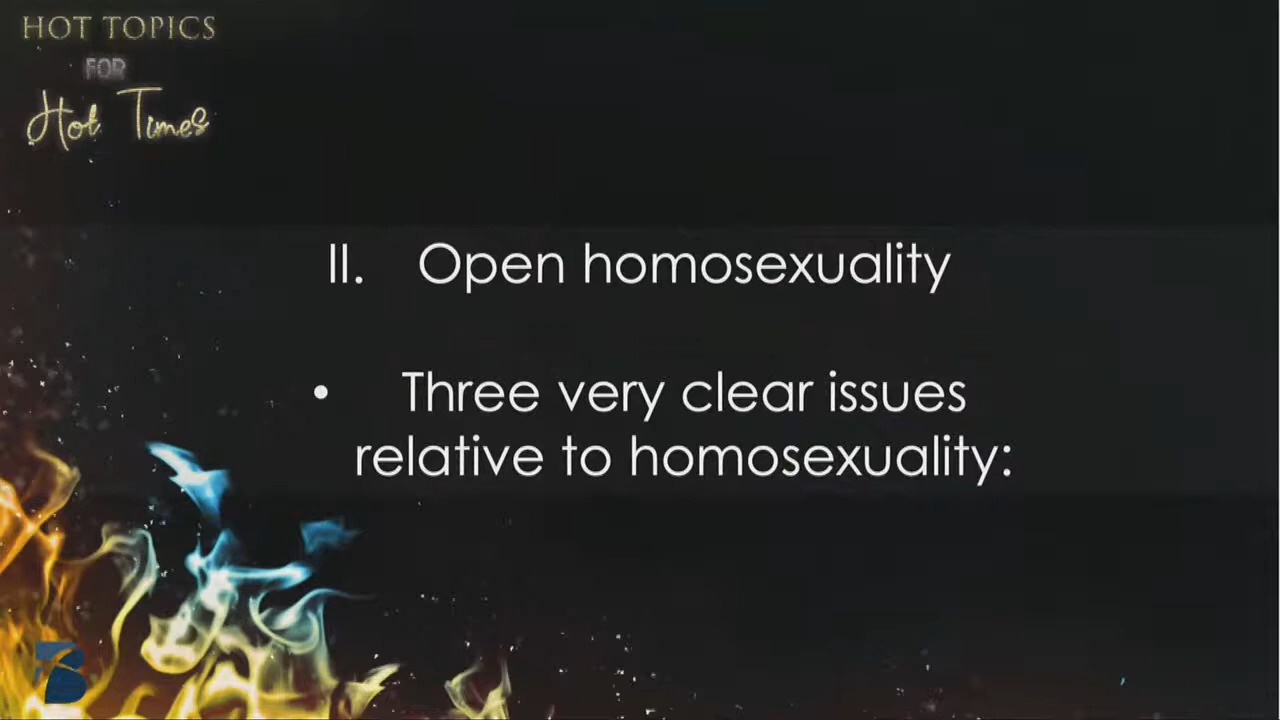 HOT TOPICS
FOR
Hot Times
II. Open homosexuality
• Three very clear issues
relative to homosexuality:
B